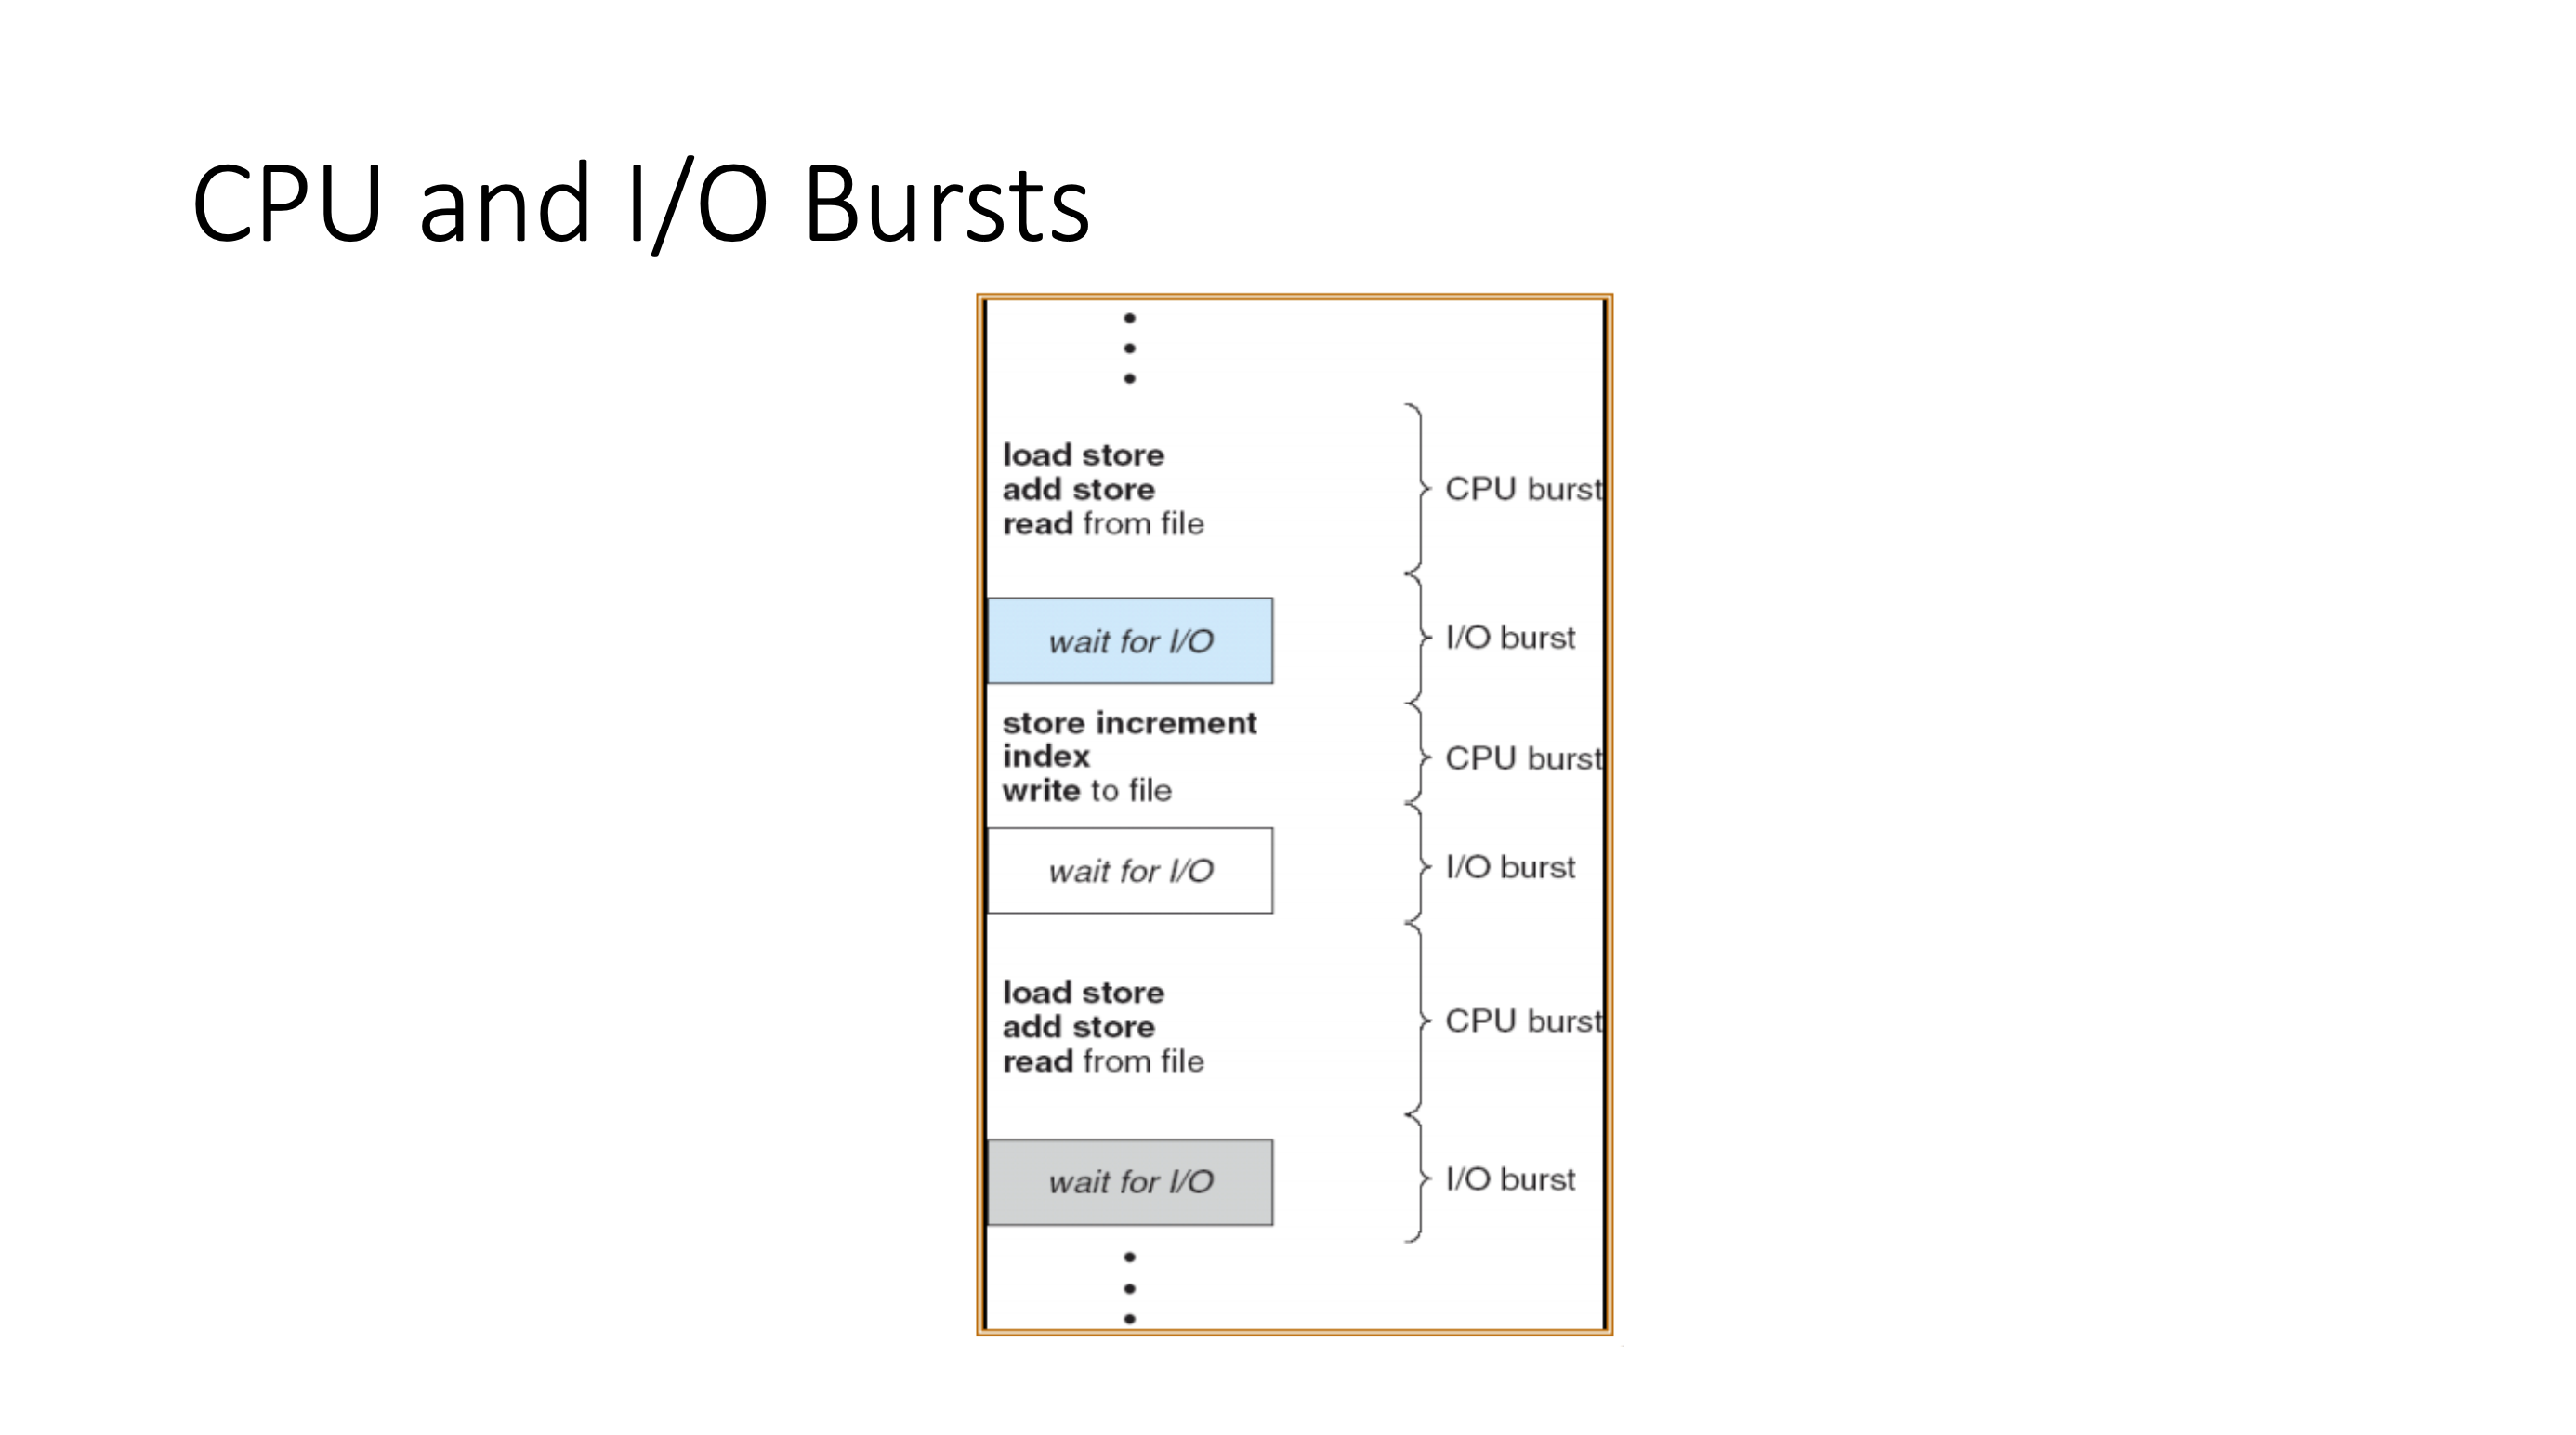 CPU and I/O Bursts
load store
add store
read from file
CPU burst
wait for I/O
I/O burst
store increment
index
write to file
CPU burst
wait for I/O
I/O burst
load store
add store
read from file
CPU burst
wait for I/O
I/O burst